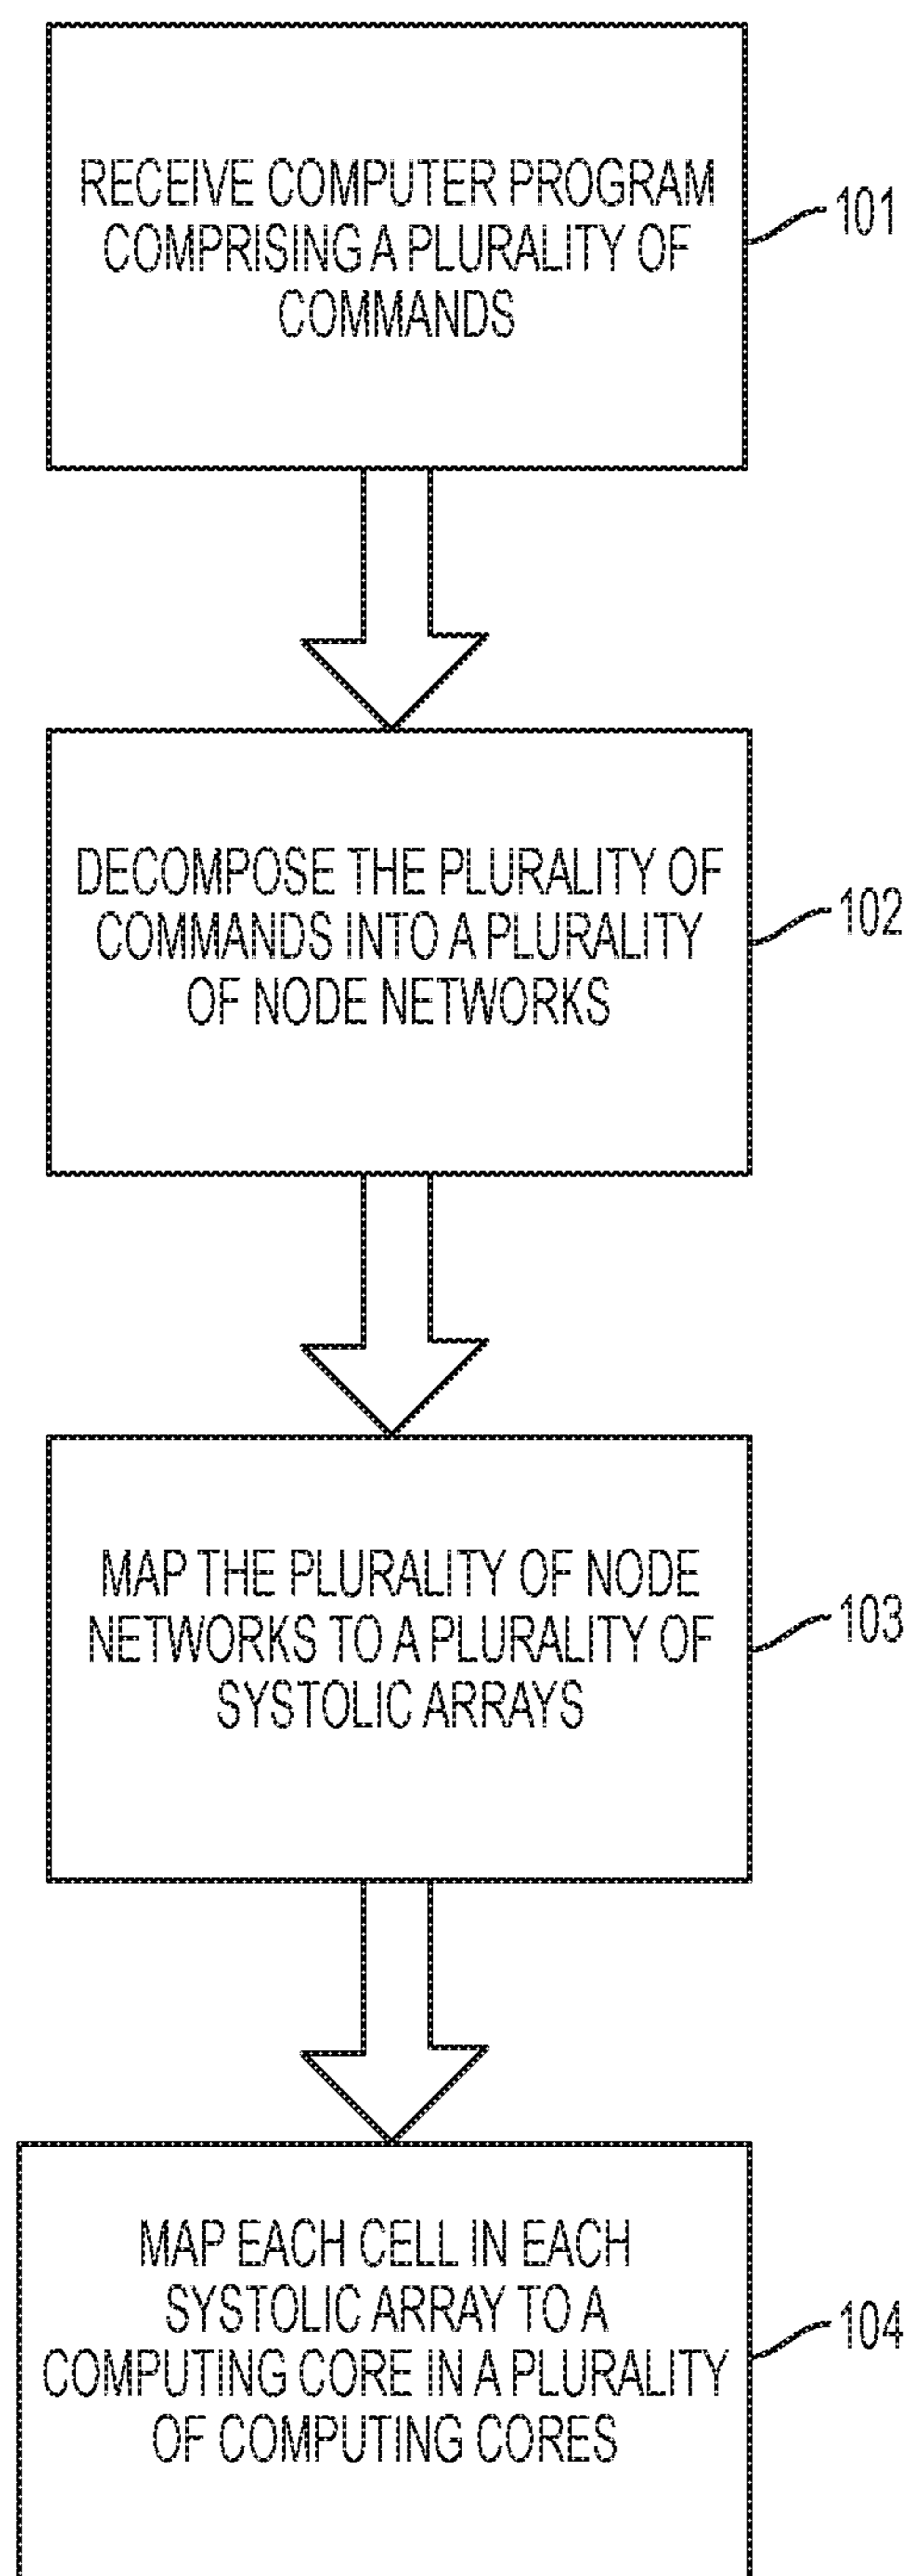 RECEIVE COMPUTER PROGRAM
COMPRISING A PLURALITY OF
COMMANDS
101
DECOMPOSE THE PLURALITY OF
COMMANDS INTO A PLURALITY
OF NODE NETWORKS
102
MAP THE PLURALITY OF NODE
NETWORKS TO A PLURALITY OF
SYSTOLIC ARRAYS
103
MAP EACH CELL IN EACH
SYSTOLIC ARRAY TO A
COMPUTING CORE IN A PLURALITY
OF COMPUTING CORES
104